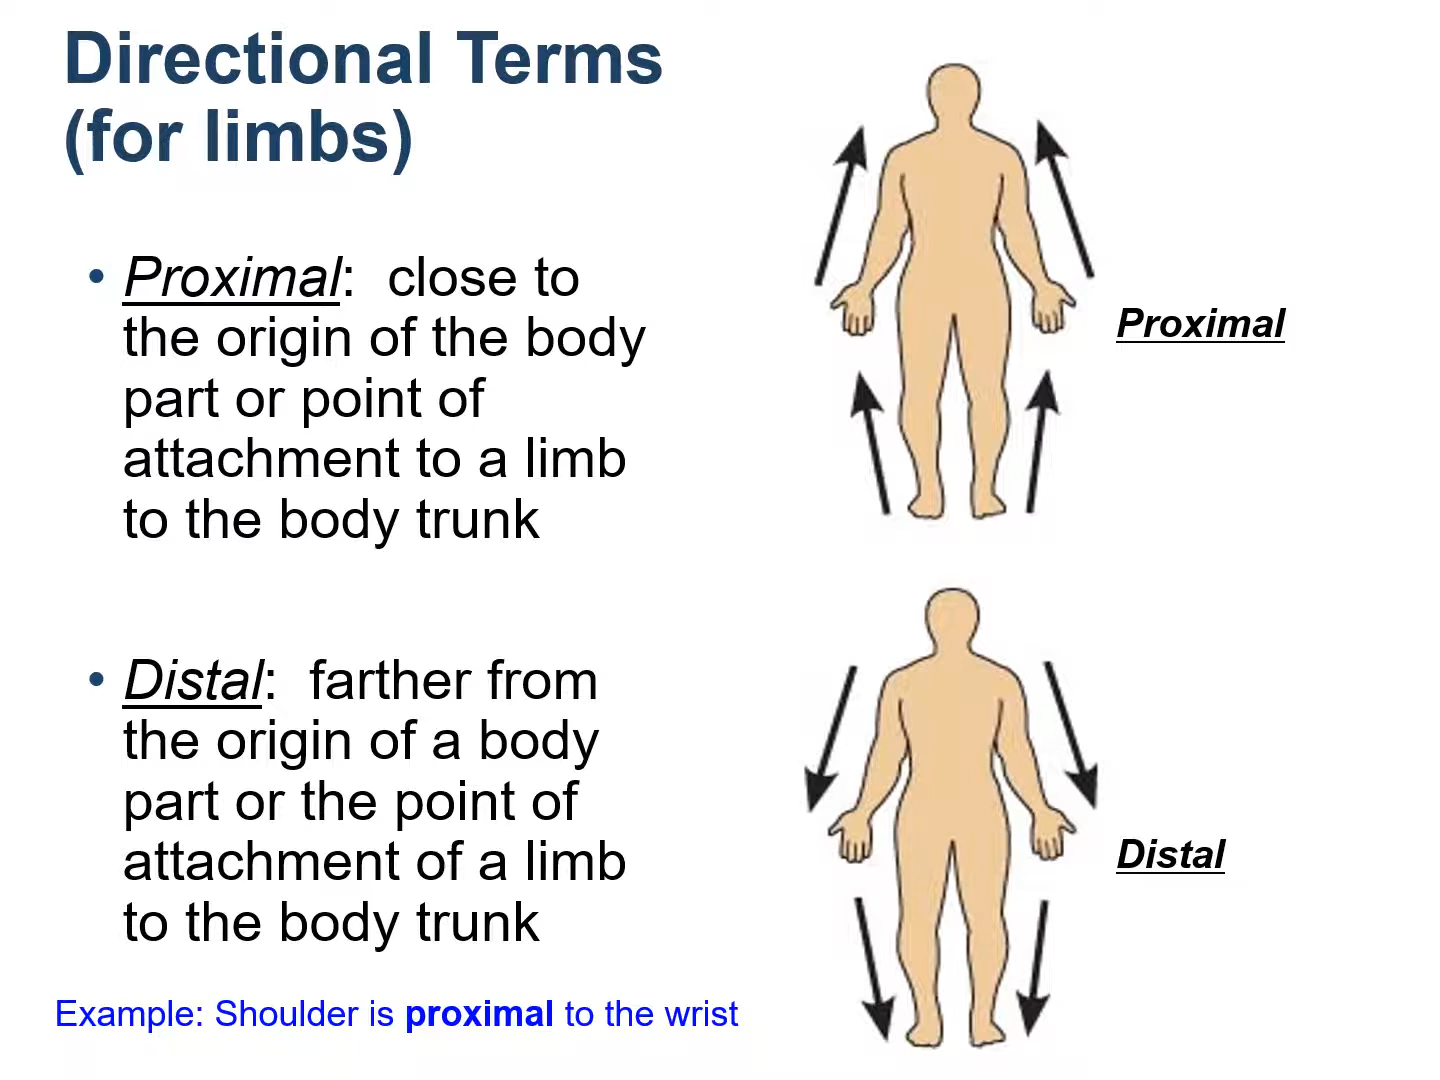 Directional Terms
(for limbs)
• Proximal:  close to
the origin of the body
part or point of
attachment to a limb
to the body trunk
Proximal
• Distal:  farther from
the origin of a body
part or the point of
attachment of a limb
to the body trunk
Distal
Example: Shoulder is proximal to the wrist